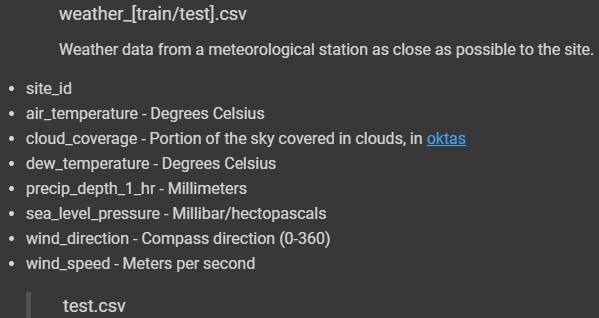 weather_[train/test].csv
Weather data from a meteorological station as close as possible to the site.
• site_id
• air_temperature - Degrees Celsius
• cloud_coverage - Portion of the sky covered in clouds, in oktas
• dew_temperature - Degrees Celsius
• precip_depth_1_hr - Millimeters
• sea_level_pressure - Millibar/hectopascals
• wind_direction - Compass direction (0-360)
• wind_speed - Meters per second
test.csv